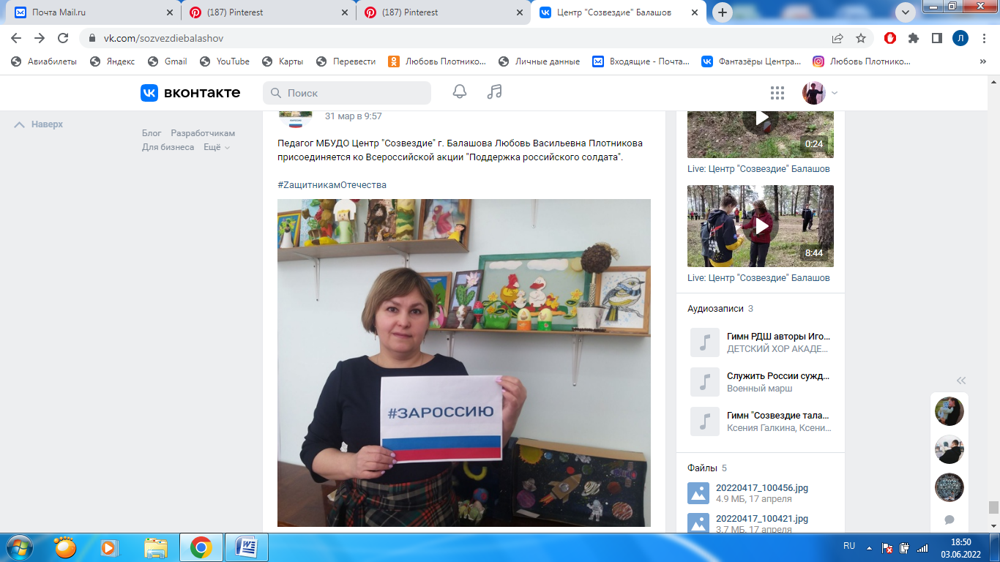 Почта Mail.ru
(187) Pinterest
(187) Pinterest
Центр "Созвездие" Балашов
vk.com/sozvezdiebalashov
Л
Авиабилеты
Яндекс
Gmail
YouTube
Карты
Перевести
Любовь Плотнико...
Личные данные
Входящие - Почта...
Фантазёры Центра...
Любовь Плотнико...
»
вконтакте
Поиск
Наверх
Блог Разработчикам
Для бизнеса Ещё
31 мар в 9:57
Педагог МБУДО Центр "Созвездие" г. Балашова Любовь Васильевна Плотникова
присоединяется ко Всероссийской акции "Поддержка российского солдата".
#ZащитникамОтечества
#ЗАРОССИЮ
0:24
Live: Центр "Созвездие" Балашов
8:44
Live: Центр "Созвездие" Балашов
Аудиозаписи 3
Гимн РДШ авторы Иго...
ДЕТСКИЙ ХОР АКАДЕ...
Служить России сужд...
Военный марш
Гимн "Созвездие тала...
Ксения Галкина, Ксени...
Файлы 5
20220417_100456.jpg
4.9 МБ, 17 апреля
20220417_100421.jpg
3.7 МБ, 17 апреля
RU
18:50
03.06.2022